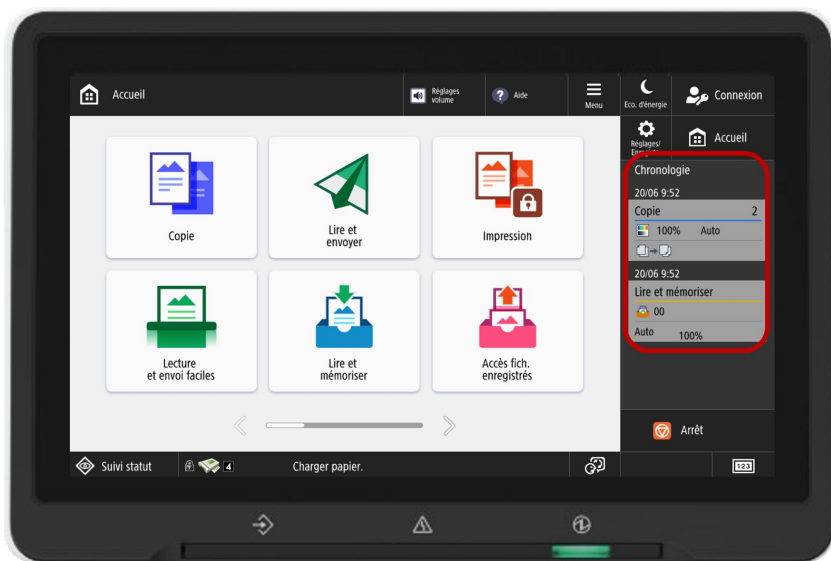 Accueil
Réglages
volume
? Aide
Menu
Eco. d'énergie
Connexion
Réglages/
Accueil
Copie
Lire et
envoyer
Impression
Lecture
et envoi faciles
Lire et
mémoriser
Accès fich.
enregistrés
Chronologie
20/06 9:52
Copie 2
100% Auto
20/06 9:52
Lire et mémoriser
00
Auto 100%
Arrêt
Suivi statut
4
Charger papier.
123